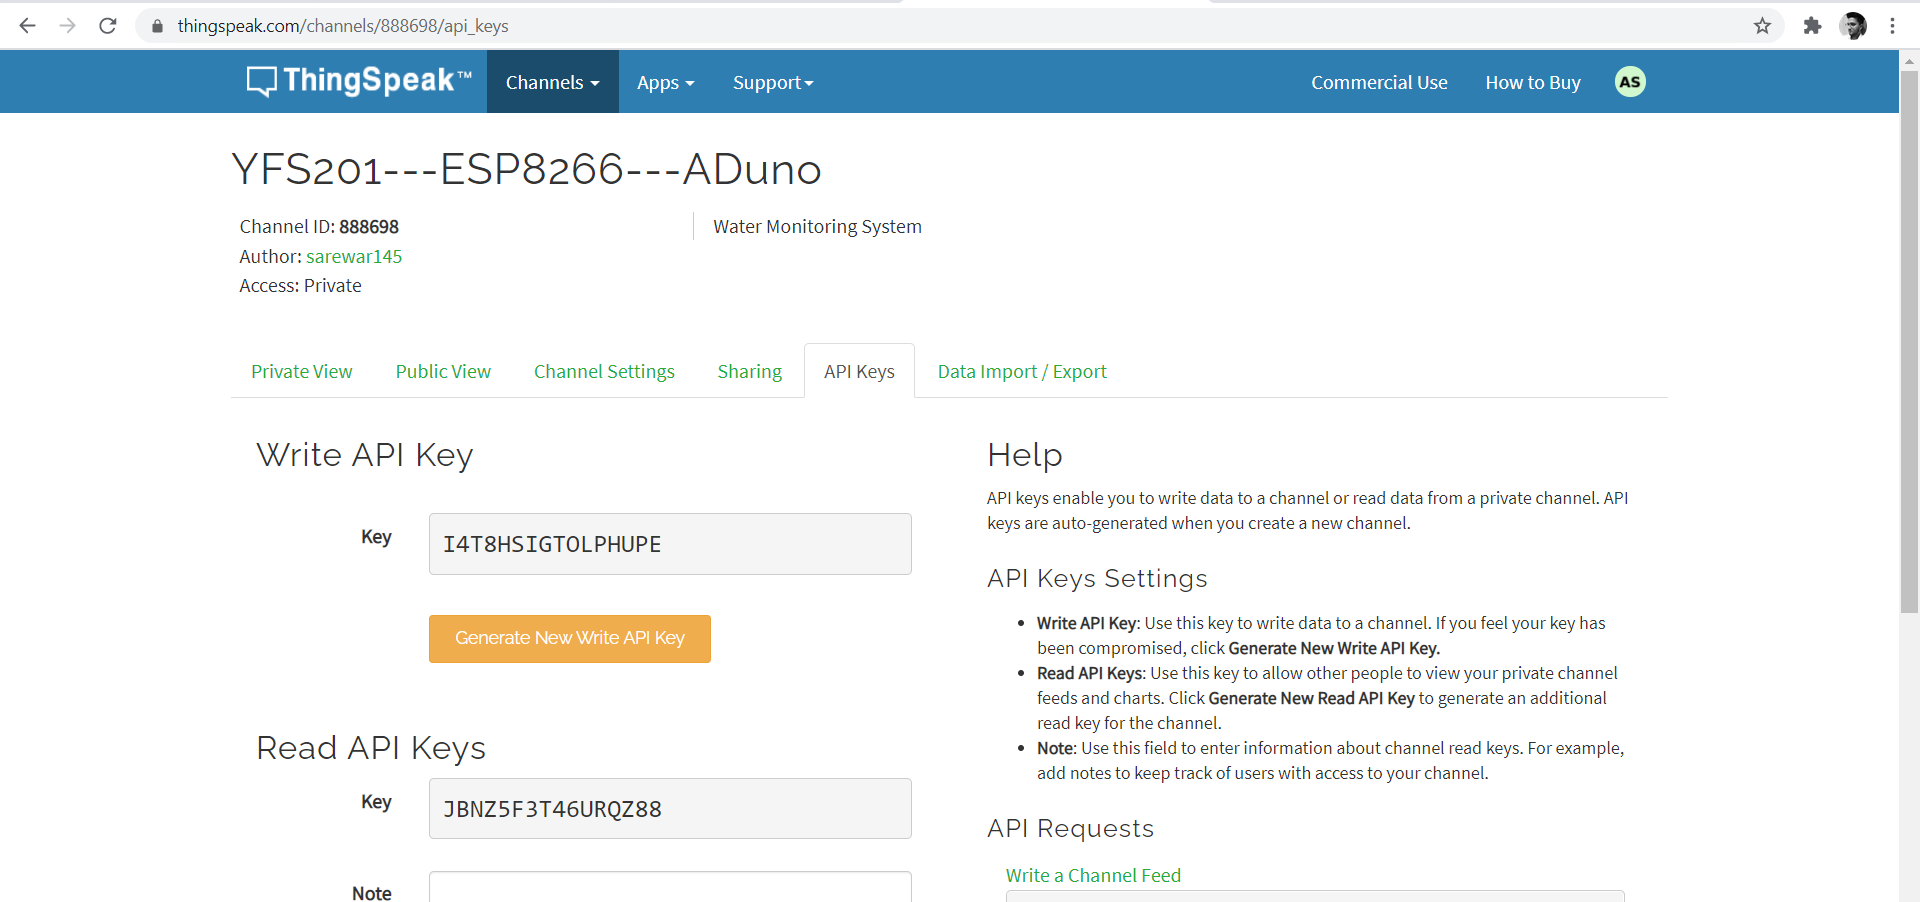 thingspeak.com/channels/888698/api_keys
ThingSpeak™ Channels Apps Support Commercial Use How to Buy AS
YFS201---ESP8266---ADuno
Channel ID: 888698
Water Monitoring System
Author: sarewar145
Access: Private
Private View Public View Channel Settings Sharing API Keys Data Import / Export
Write API Key
Key I4T8HSIGTOLPHUPE
Generate New Write API Key
Read API Keys
Key JBNZ5F3T46URQZ88
Note
Help
API keys enable you to write data to a channel or read data from a private channel. API
keys are auto-generated when you create a new channel.
API Keys Settings
• Write API Key: Use this key to write data to a channel. If you feel your key has
been compromised, click Generate New Write API Key.
• Read API Keys: Use this key to allow other people to view your private channel
feeds and charts. Click Generate New Read API Key to generate an additional
read key for the channel.
• Note: Use this field to enter information about channel read keys. For example,
add notes to keep track of users with access to your channel.
API Requests
Write a Channel Feed